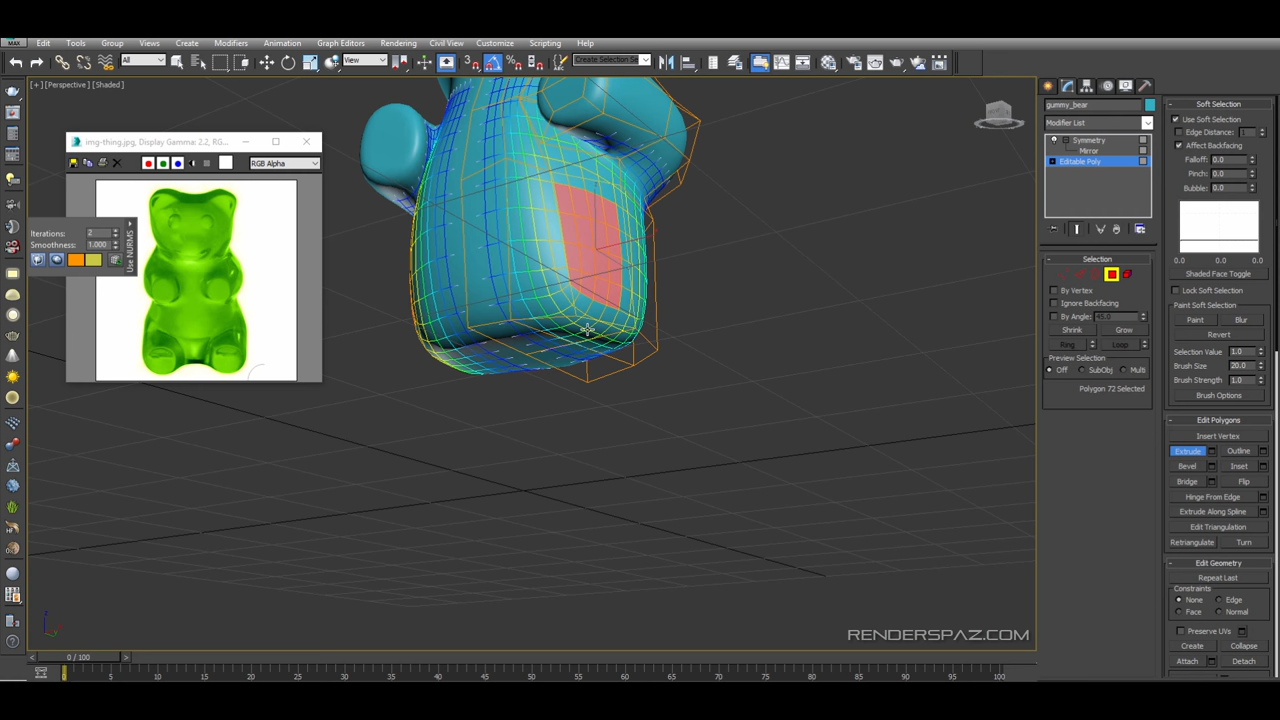 MAX
Edit Tools Group Views Create Modifiers Animation Graph Editors Rendering Civil View Customize Scripting Help
All View 3 % Create Selection Se
[+] [Perspective] [Shaded]
img-thing.jpg, Display Gamma: 2.2, RG...
RGB Alpha
Iterations: 2
Smoothness: 1.000
Use NURMS
gummy_bear
Modifier List
Symmetry
Mirror
Editable Poly
Selection
By Vertex
Ignore Backfacing
By Angle: 45.0
Shrink Grow
Ring Loop
Preview Selection
Off SubObj Multi
Polygon 72 Selected
Soft Selection
Use Soft Selection
Edge Distance: 1
Affect Backfacing
Falloff: 0.0
Pinch: 0.0
Bubble: 0.0
0.0 0.0 0.0
Shaded Face Toggle
Lock Soft Selection
Paint Soft Selection
Paint Blur
Revert
Selection Value 1.0
Brush Size 20.0
Brush Strength 1.0
Brush Options
Edit Polygons
Insert Vertex
Extrude Outline
Bevel Inset
Bridge Flip
Hinge From Edge
Extrude Along Spline
Edit Triangulation
Retriangulate Turn
Edit Geometry
Repeat Last
Constraints
None Edge
Face Normal
Preserve UVs
Create Collapse
Attach Detach
RENDERSPAZ.COM
0 / 100
0 5 10 15 20 25 30 35 40 45 50 55 60 65 70 75 80 85 90 95 100